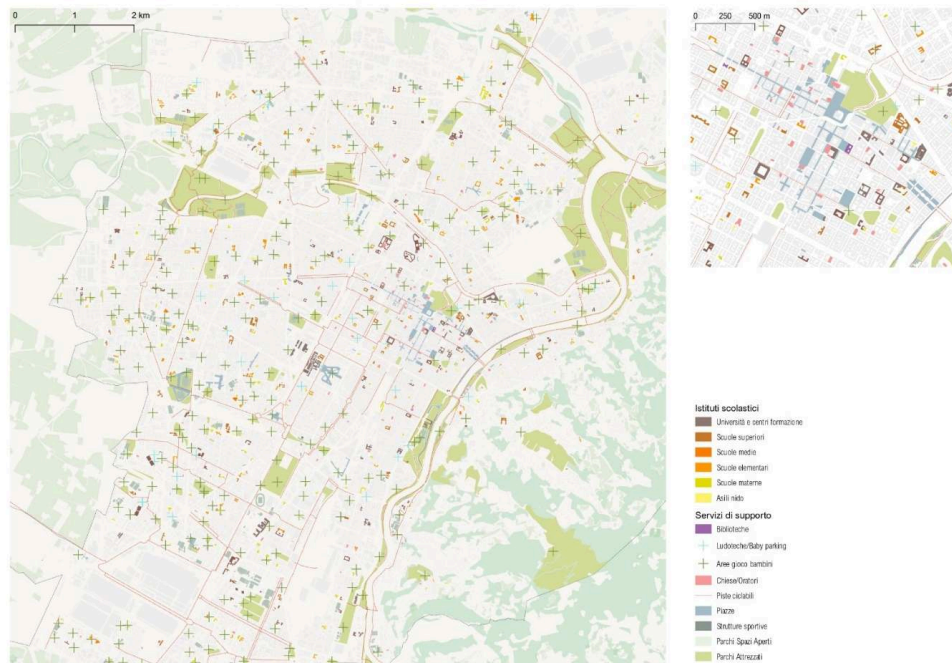 0 1 2 km
0 250 500 m
Istituti scolastici
Università e centri formazione
Scuole superiori
Scuole medie
Scuole elementari
Scuole materne
Asili nido
Servizi di supporto
Biblioteche
Ludoteche/Baby parking
Aree gioco bambini
Chiese/Oratori
Piste ciclabili
Piazze
Strutture sportive
Parchi Spazi Aperti
Parchi Attrezzati